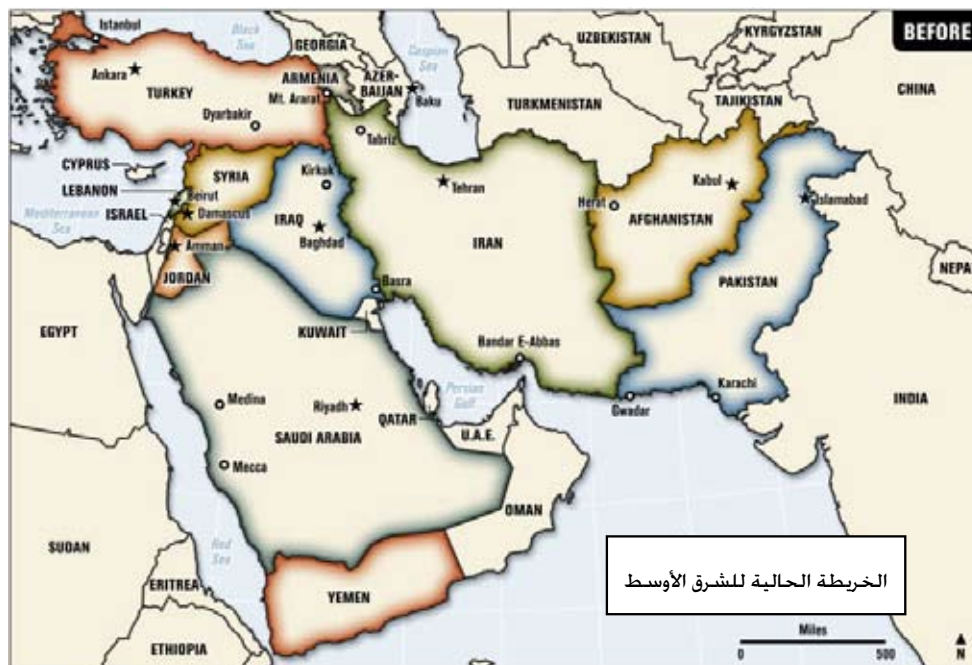 BEFORE
Istanbul
Black
Sea
GEORGIA
Caspian
Sea
UZBEKISTAN
KYRGYZSTAN
Ankara
TURKEY
ARMENIA
Mt. Ararat
AZER-
BAIJAN
Baku
TURKMENISTAN
TAJIKISTAN
CHINA
Dyarbakir
Tabriz
CYPRUS
SYRIA
Kirkuk
Tehran
Herat
Kabul
Islamabad
LEBANON
Beirut
Mediterranean
Sea
ISRAEL
Damascus
IRAQ
Baghdad
IRAN
AFGHANISTAN
Amman
JORDAN
Basra
PAKISTAN
NEPA
EGYPT
KUWAIT
Bandar E-Abbas
Persian
Gulf
Gwadar
Karachi
INDIA
Medina
Riyadh
QATAR
SAUDI ARABIA
U.A.E.
Mecca
OMAN
SUDAN
Red
Sea
ERITREA
YEMEN
ETHIOPIA
الخريطة الحالية للشرق الأوسط
Miles
0
500
N